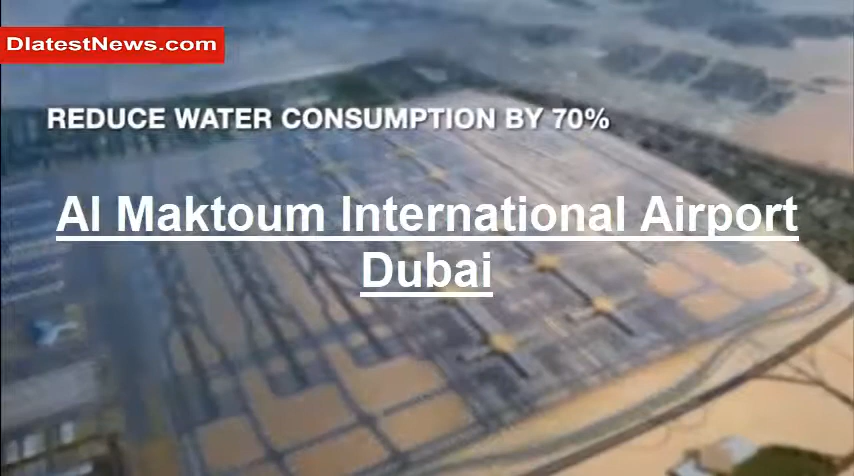 DlatestNews.com
REDUCE WATER CONSUMPTION BY 70%
Al Maktoum International Airport
Dubai